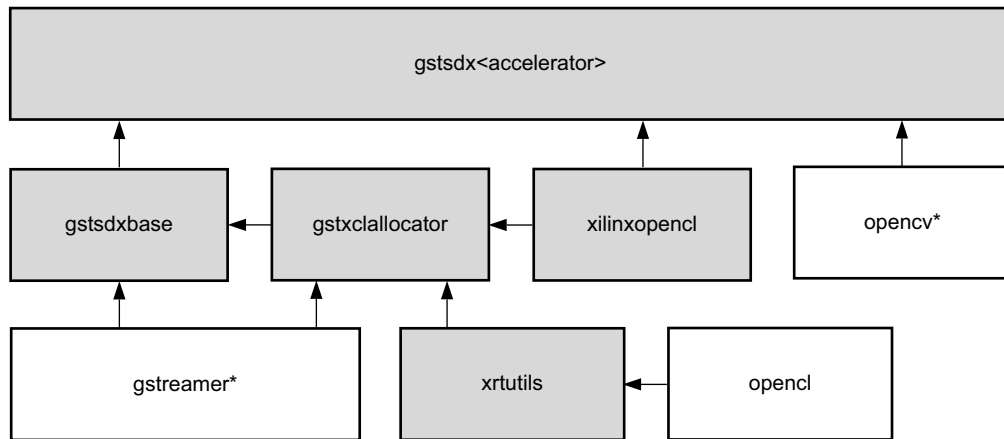 gstsdx<accelerator>
gstsdxbase
gstxclallocator
xilinxopencl
opencv*
gstreamer*
xrtutils
opencl